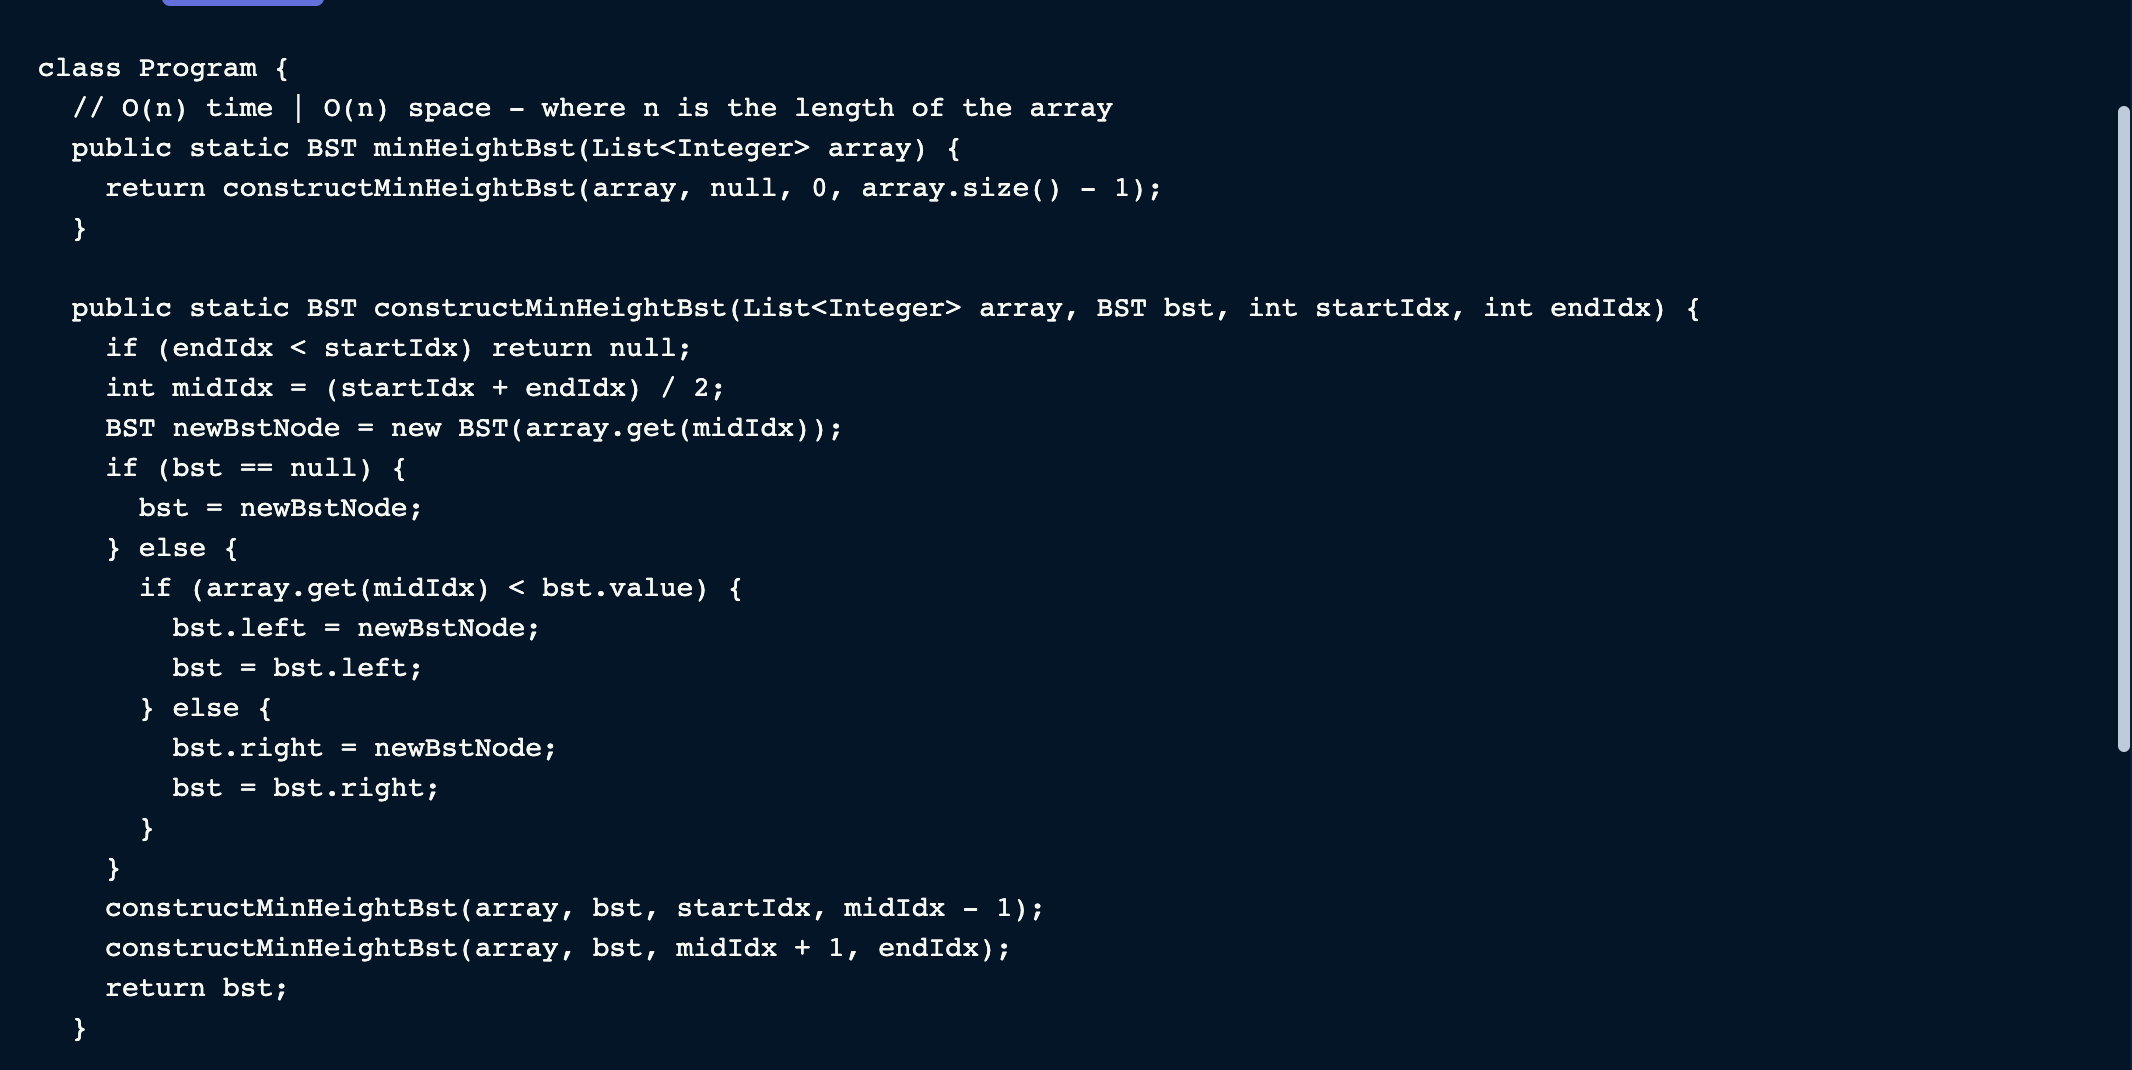 class Program {
  // O(n) time | O(n) space - where n is the length of the array
  public static BST minHeightBst(List<Integer> array) {
    return constructMinHeightBst(array, null, 0, array.size() - 1);
  }

  public static BST constructMinHeightBst(List<Integer> array, BST bst, int startIdx, int endIdx) {
    if (endIdx < startIdx) return null;
    int midIdx = (startIdx + endIdx) / 2;
    BST newBstNode = new BST(array.get(midIdx));
    if (bst == null) {
      bst = newBstNode;
    } else {
      if (array.get(midIdx) < bst.value) {
        bst.left = newBstNode;
        bst = bst.left;
      } else {
        bst.right = newBstNode;
        bst = bst.right;
      }
    }
    constructMinHeightBst(array, bst, startIdx, midIdx - 1);
    constructMinHeightBst(array, bst, midIdx + 1, endIdx);
    return bst;
  }